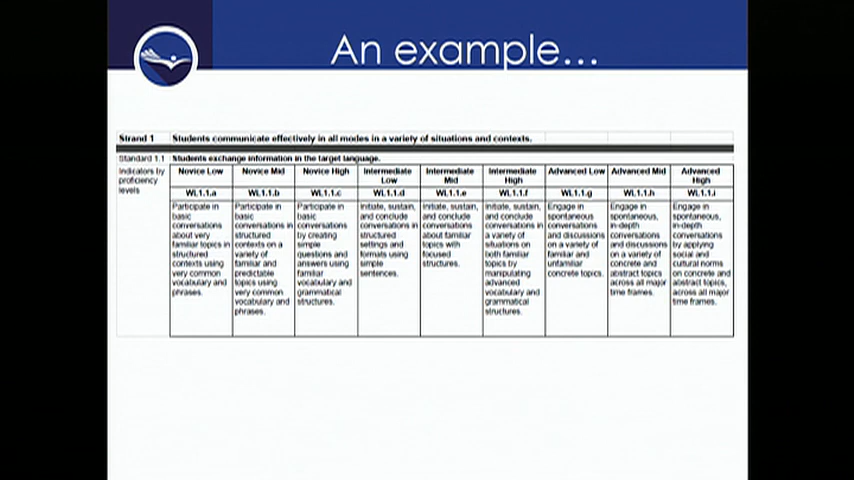 An example...
Strand 1 Students communicate effectively in all modes in a variety of situations and contexts.
Standard 1.1 Students exchange information in the target language.
Indicators by proficiency levels
Novice Low
Novice Mid
Novice High
Intermediate Low
Intermediate Mid
Intermediate High
Advanced Low
Advanced Mid
Advanced High
WL1.1.a
WL1.1.b
WL1.1.c
WL1.1.d
WL1.1.e
WL1.1.f
WL1.1.g
WL1.1.h
WL1.1.i
Participate in
basic
conversations
about very
familiar topics in
structured
contexts using
very common
vocabulary and
phrases.
Participate in
basic
conversations in
structured
contexts on a
variety of
familiar and
predictable
topics using
very common
vocabulary and
phrases.
Participate in
basic
conversations
by creating
simple
questions and
answers using
familiar
vocabulary and
grammatical
structures.
Initiate, sustain,
and conclude
conversations in
structured
settings and
formats using
simple
sentences.
Initiate, sustain,
and conclude
conversations
about familiar
topics with
focused
structures.
Initiate, sustain,
and conclude
conversations in
a variety of
situations on
both familiar
topics by
manipulating
advanced
vocabulary and
grammatical
structures.
Engage in
spontaneous
conversations
and discussions
on a variety of
familiar and
unfamiliar
concrete topics.
Engage in
spontaneous,
in-depth
conversations
and discussions
on a variety of
concrete and
abstract topics
across all major
time frames.
Engage in
spontaneous,
in-depth
conversations
by applying
social and
cultural norms
on concrete and
abstract topics,
across all major
time frames.